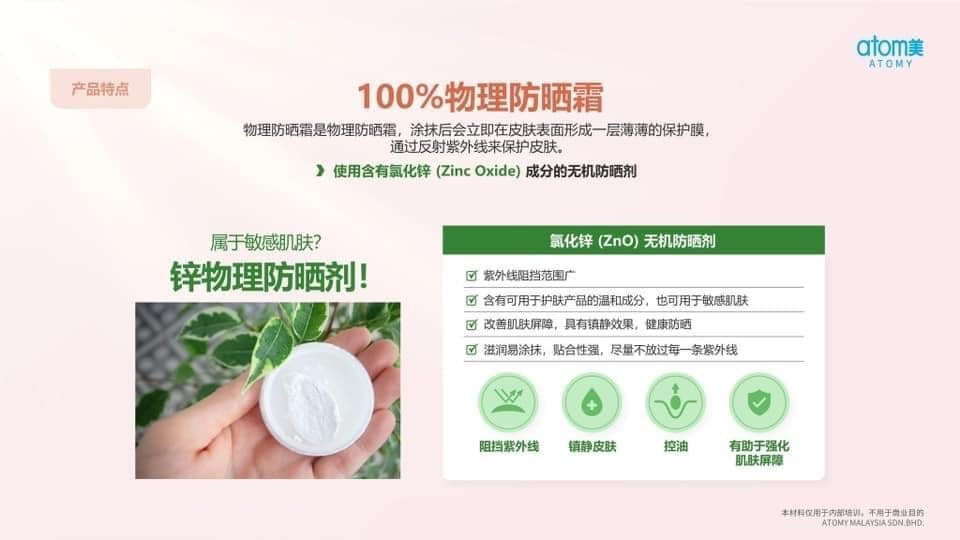 atom美
ATOMY
产品特点
100%物理防晒霜
物理防晒霜是物理防晒霜，涂抹后会立即在皮肤表面形成一层薄薄的保护膜，
通过反射紫外线来保护皮肤。
使用含有氯化锌 (Zinc Oxide) 成分的无机防晒剂
属于敏感肌肤？
锌物理防晒剂！
氯化锌 (ZnO) 无机防晒剂
紫外线阻挡范围广
含有可用于护肤产品的温和成分，也可用于敏感肌肤
改善肌肤屏障，具有镇静效果，健康防晒
滋润易涂抹，贴合性强，尽量不放过每一条紫外线
阻挡紫外线
镇静皮肤
控油
有助于强化
肌肤屏障
本材料仅用于内部培训，不用于商业目的
ATOMY MALAYSIA SDN.BHD.